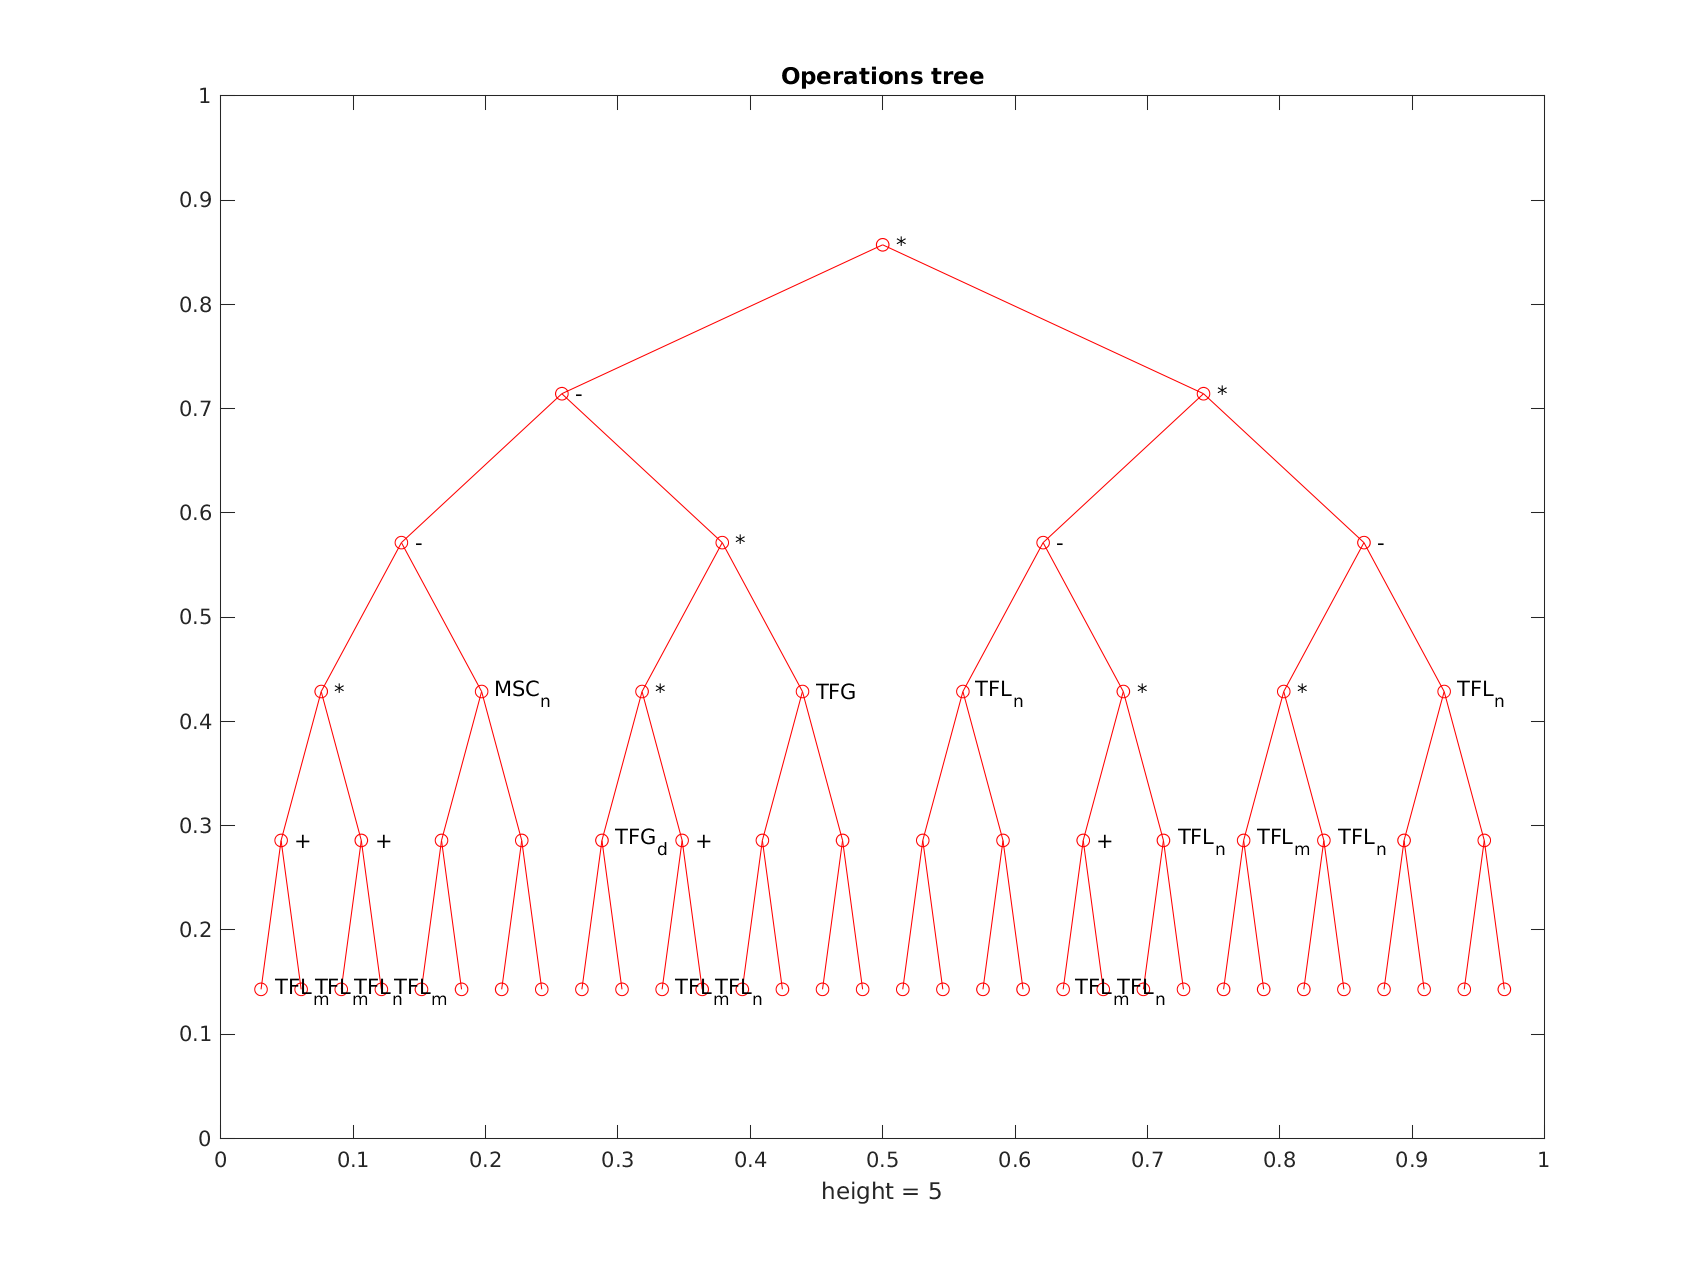 Operations tree
1
0.9
*
0.8
- *
0.7
0.6
- * - -
0.5
* MSCn * TFG TFLn * * TFLn
0.4
+ + TFGd + + TFLn TFLm TFLn
0.3
0.2
TFLm TFLm TFLn TFLm TFLm TFLn TFLm TFLn
0.1
0
0 0.1 0.2 0.3 0.4 0.5 0.6 0.7 0.8 0.9 1
height = 5